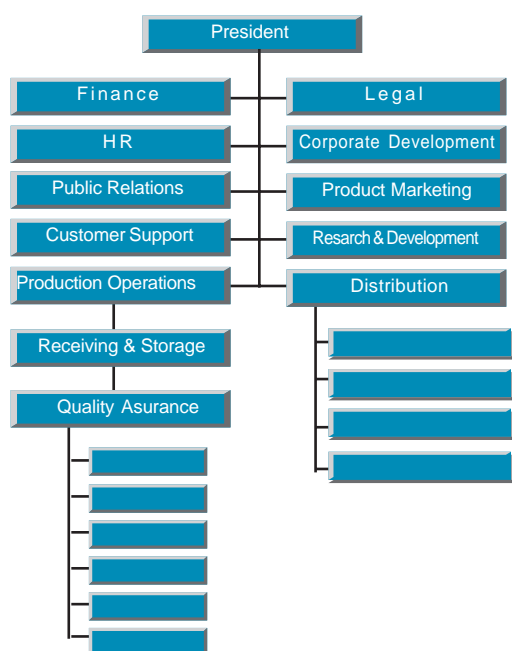 President
Finance
Legal
HR
Corporate Development
Public Relations
Product Marketing
Customer Support
Resarch & Development
Production Operations
Distribution
Receiving & Storage
Quality Asurance